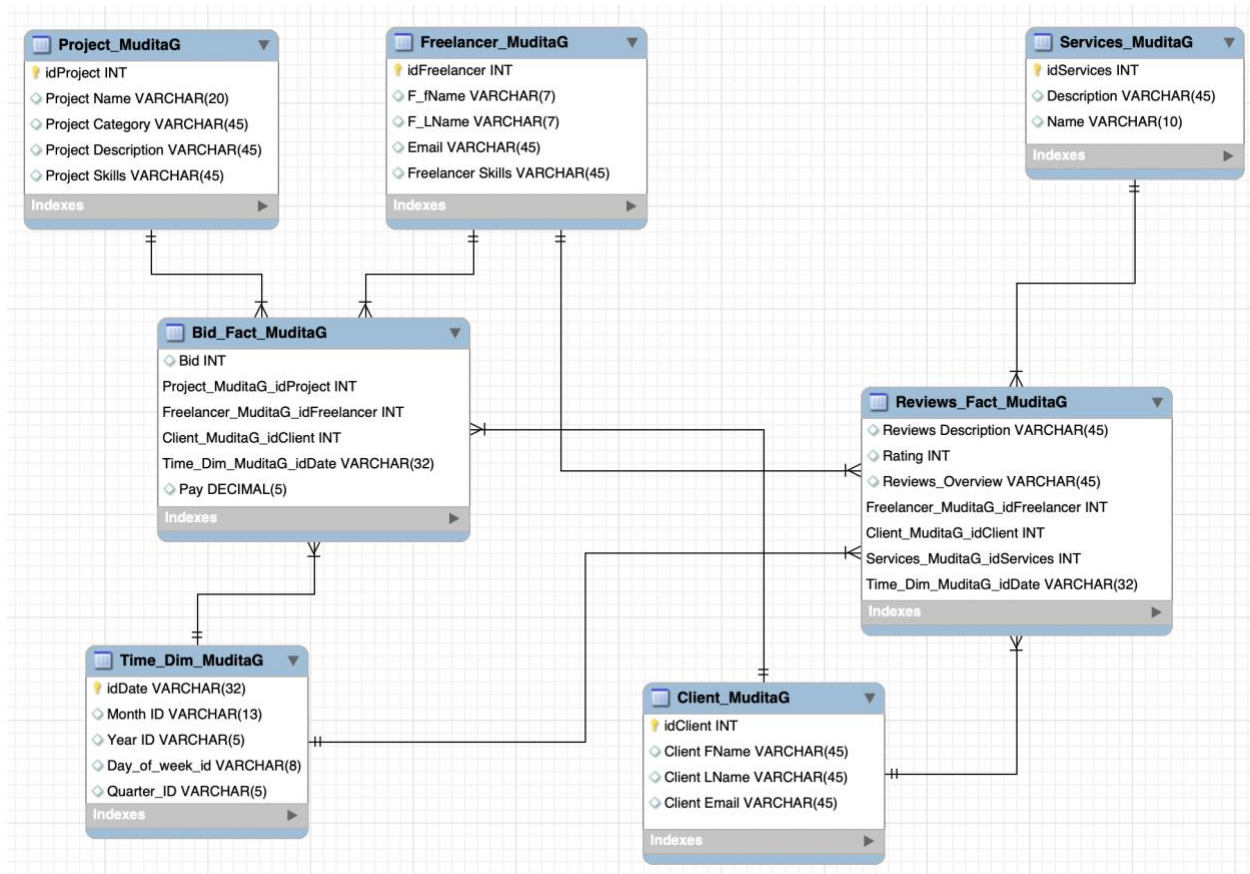 Project_MuditaG
idProject INT
Project Name VARCHAR(20)
Project Category VARCHAR(45)
Project Description VARCHAR(45)
Project Skills VARCHAR(45)
Indexes
Freelancer_MuditaG
idFreelancer INT
F_fName VARCHAR(7)
F_LName VARCHAR(7)
Email VARCHAR(45)
Freelancer Skills VARCHAR(45)
Indexes
Services_MuditaG
idServices INT
Description VARCHAR(45)
Name VARCHAR(10)
Indexes
Bid_Fact_MuditaG
Bid INT
Project_MuditaG_idProject INT
Freelancer_MuditaG_idFreelancer INT
Client_MuditaG_idClient INT
Time_Dim_MuditaG_idDate VARCHAR(32)
Pay DECIMAL(5)
Indexes
Reviews_Fact_MuditaG
Reviews Description VARCHAR(45)
Rating INT
Reviews_Overview VARCHAR(45)
Freelancer_MuditaG_idFreelancer INT
Client_MuditaG_idClient INT
Services_MuditaG_idServices INT
Time_Dim_MuditaG_idDate VARCHAR(32)
Indexes
Time_Dim_MuditaG
idDate VARCHAR(32)
Month ID VARCHAR(13)
Year ID VARCHAR(5)
Day_of_week_id VARCHAR(8)
Quarter_ID VARCHAR(5)
Indexes
Client_MuditaG
idClient INT
Client FName VARCHAR(45)
Client LName VARCHAR(45)
Client Email VARCHAR(45)
Indexes